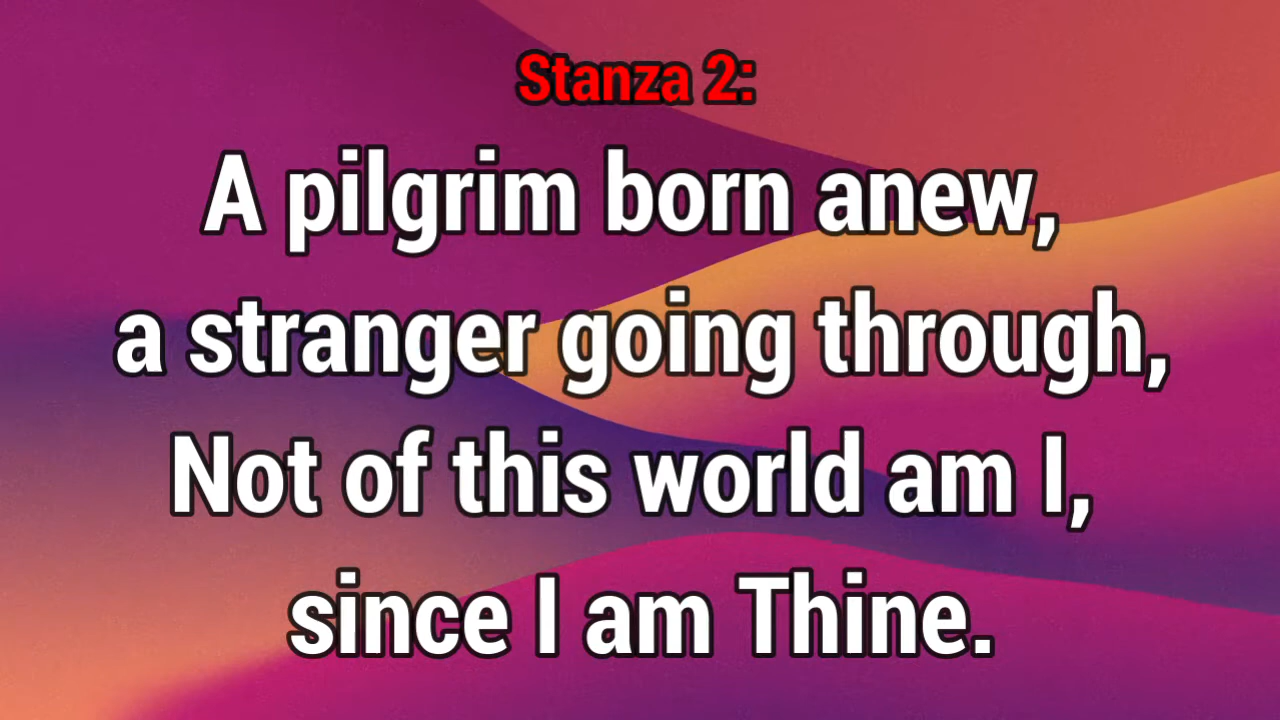 Stanza 2:
A pilgrim born anew,
a stranger going through,
Not of this world am I,
since I am Thine.